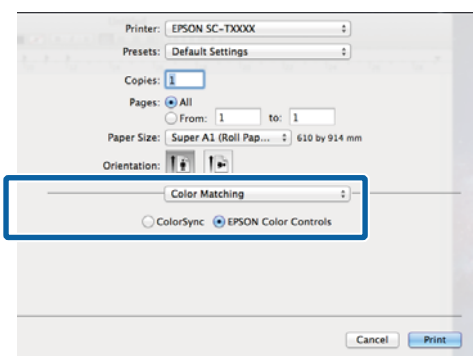 Printer: EPSON SC-TXXXX
Presets: Default Settings
Copies: 1
Pages: All
From: 1 to: 1
Paper Size: Super A1 (Roll Pap... 610 by 914 mm
Orientation:
Color Matching
ColorSync EPSON Color Controls
Cancel Print